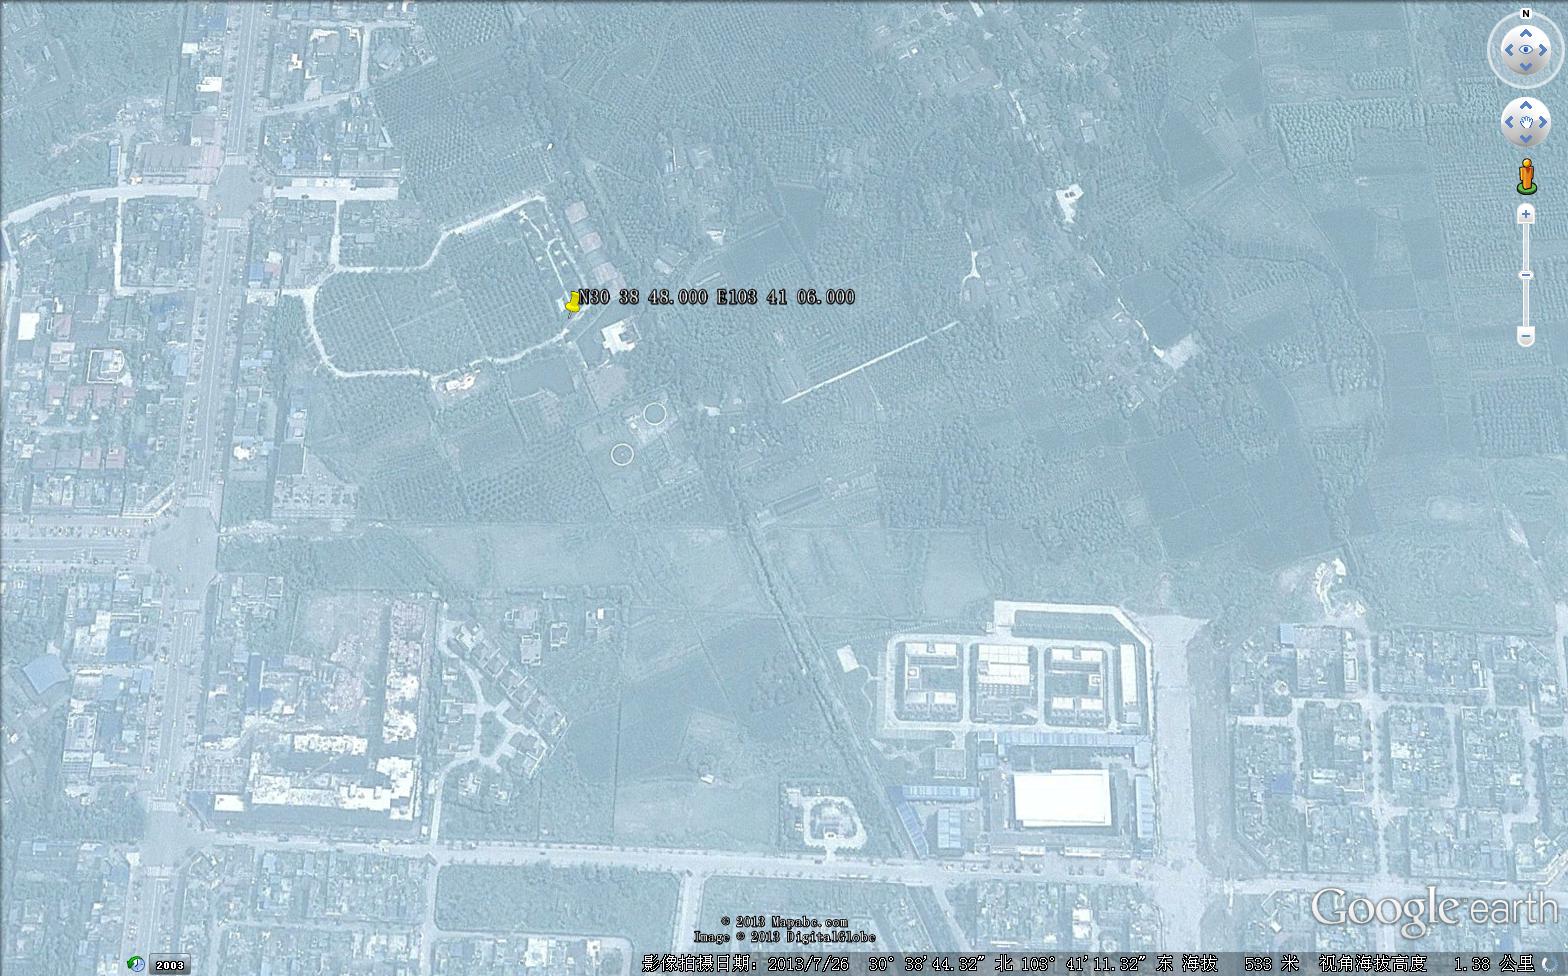 N
N30 38 48.000 E103 41 06.000
Google earth
© 2013 Mapabc.com
Image © 2013 DigitalGlobe
2003
影像拍摄日期: 2013/7/26 30° 38'44.32" 北 103° 41'11.32" 东 海拔 533 米 视角海拔高度 1.38 公里